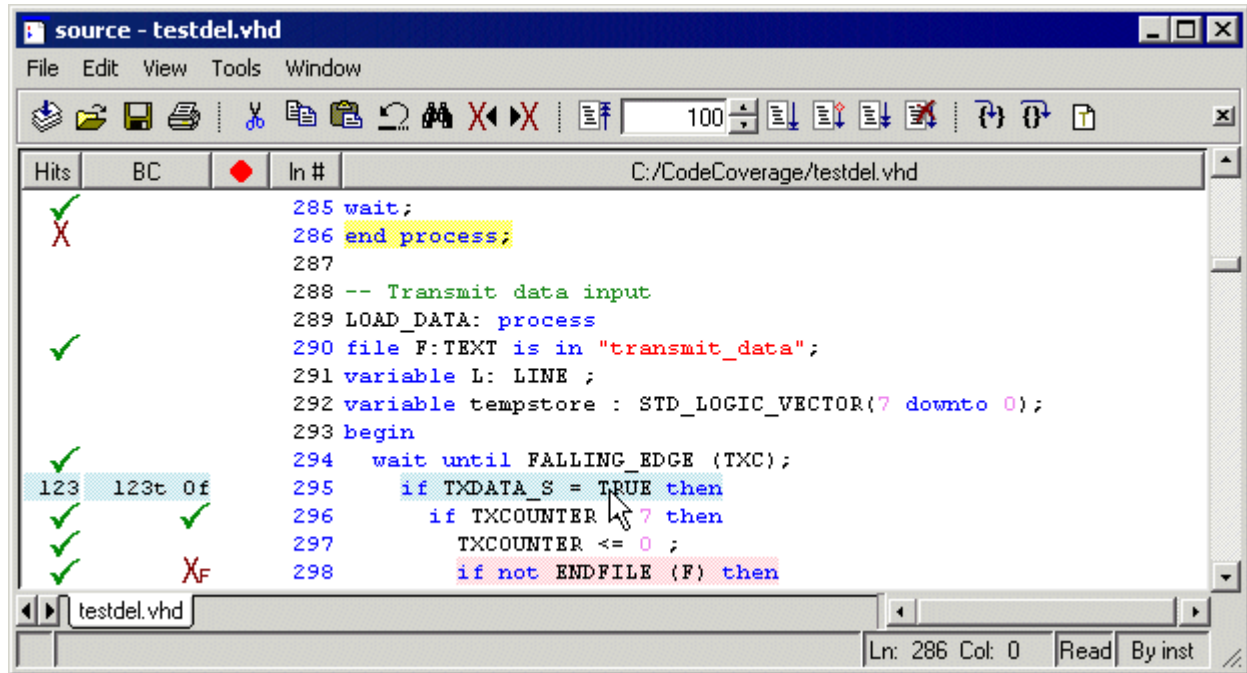 source - testdel.vhd
File Edit View Tools Window
100
Hits BC ln # C:/CodeCoverage/testdel.vhd
285 wait;
X 286 end process;
287
288 -- Transmit data input
289 LOAD_DATA: process
290 file F:TEXT is in "transmit_data";
291 variable L: LINE ;
292 variable tempstore : STD_LOGIC_VECTOR(7 downto 0);
293 begin
294 wait until FALLING_EDGE (TXC);
123 123t 0f 295 if TXDATA_S = TRUE then
296 if TXCOUNTER 7 then
297 TXCOUNTER <= 0 ;
XF 298 if not ENDFILE (F) then
testdel.vhd
Ln: 286 Col: 0 Read By inst